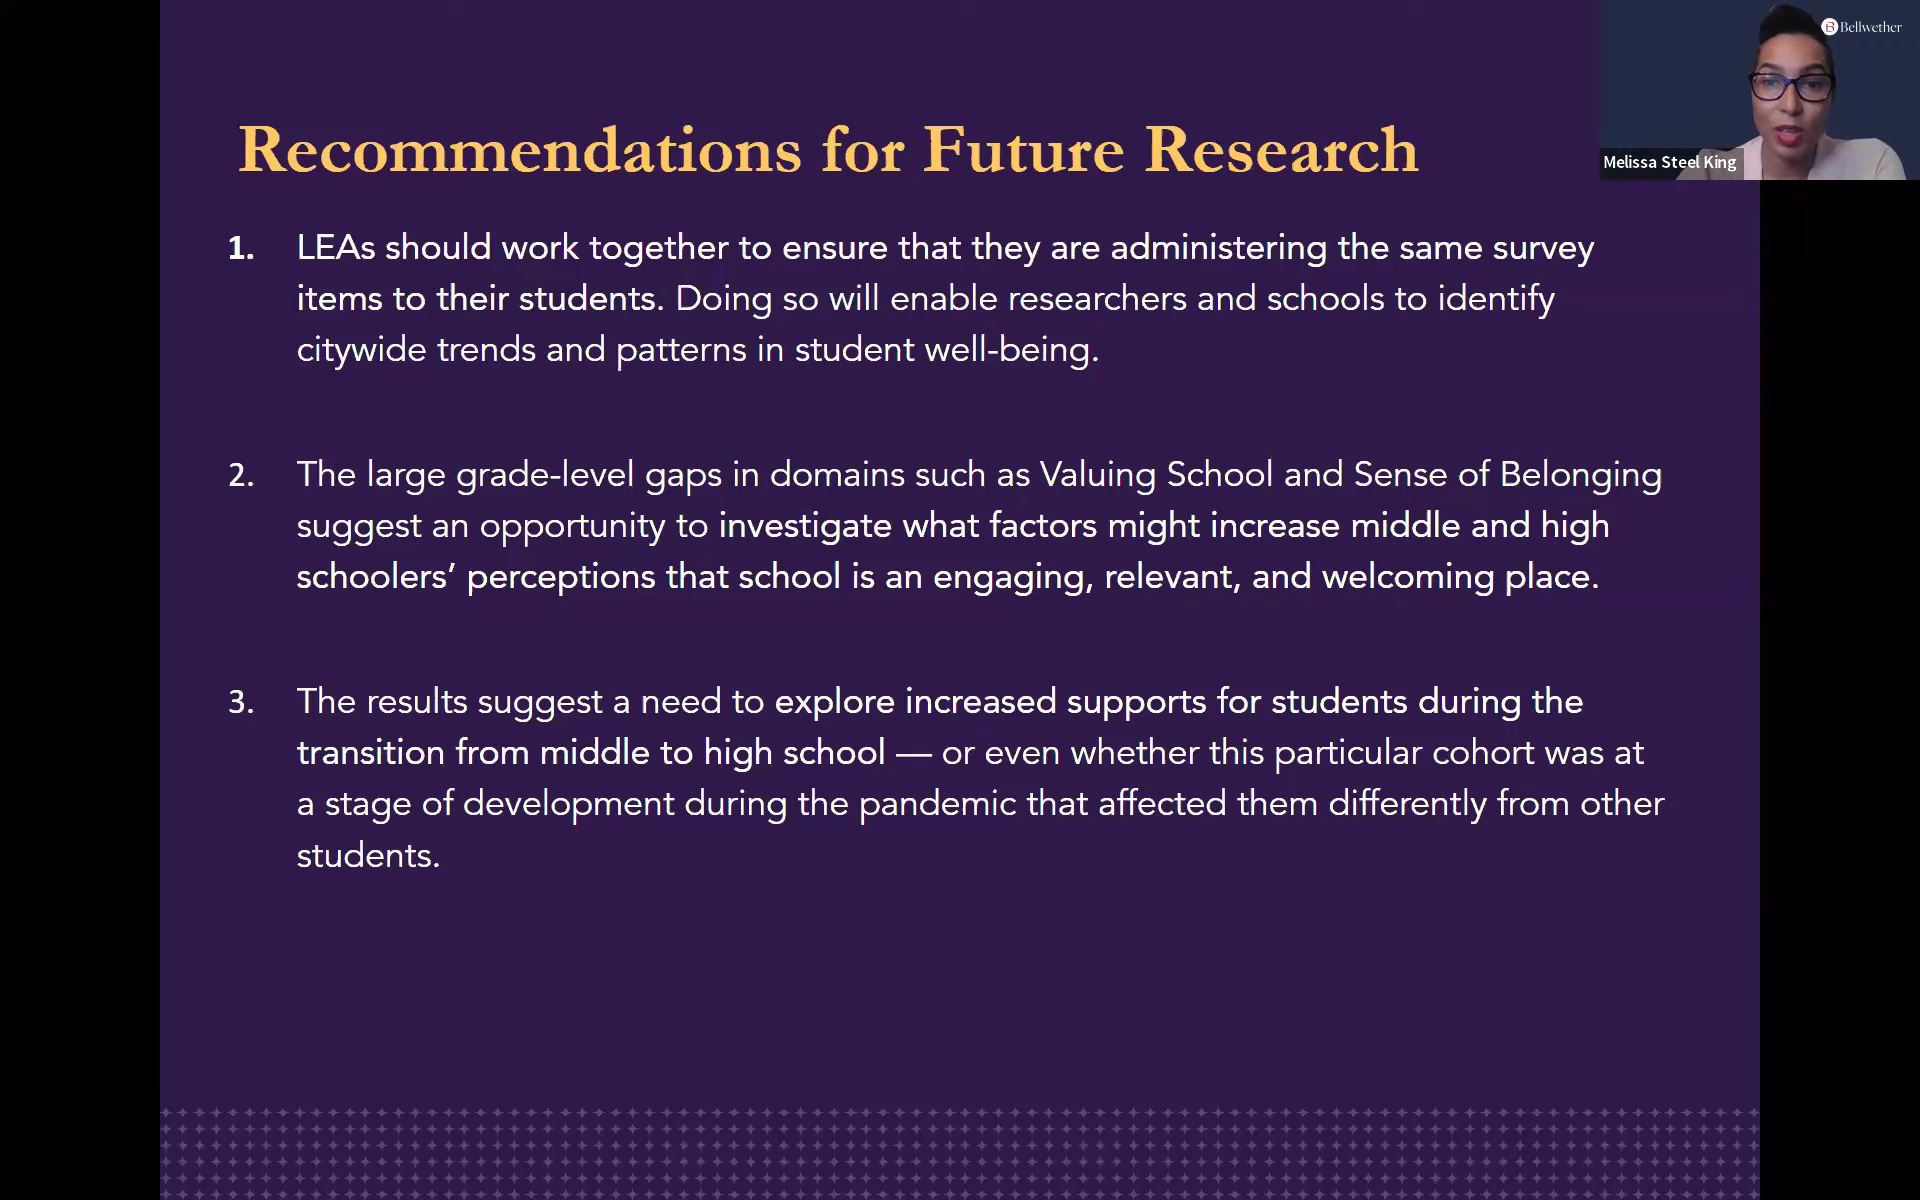 Bellwether
Melissa Steel King
Recommendations for Future Research
1. LEAs should work together to ensure that they are administering the same survey
items to their students. Doing so will enable researchers and schools to identify
citywide trends and patterns in student well-being.
2. The large grade-level gaps in domains such as Valuing School and Sense of Belonging
suggest an opportunity to investigate what factors might increase middle and high
schoolers’ perceptions that school is an engaging, relevant, and welcoming place.
3. The results suggest a need to explore increased supports for students during the
transition from middle to high school — or even whether this particular cohort was at
a stage of development during the pandemic that affected them differently from other
students.